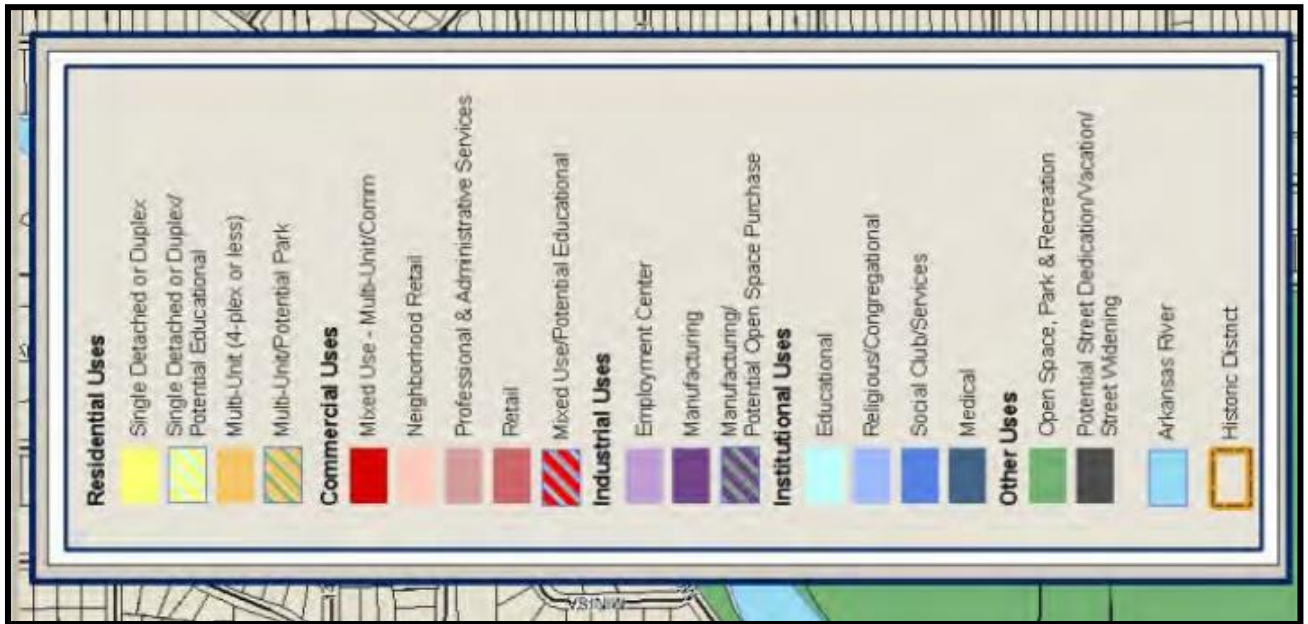 Residential Uses
Single Detached or Duplex
Single Detached or Duplex/
Potential Educational
Multi-Unit (4-plex or less)
Multi-Unit/Potential Park
Commercial Uses
Mixed Use - Multi-Unit/Comm
Neighborhood Retail
Professional & Administrative Services
Retail
Mixed Use/Potential Educational
Industrial Uses
Employment Center
Manufacturing
Manufacturing/
Potential Open Space Purchase
Institutional Uses
Educational
Religious/Congregational
Social Club/Services
Medical
Other Uses
Open Space, Park & Recreation
Potential Street Dedication/Vacation/
Street Widening
Arkansas River
Historic District
MINISA